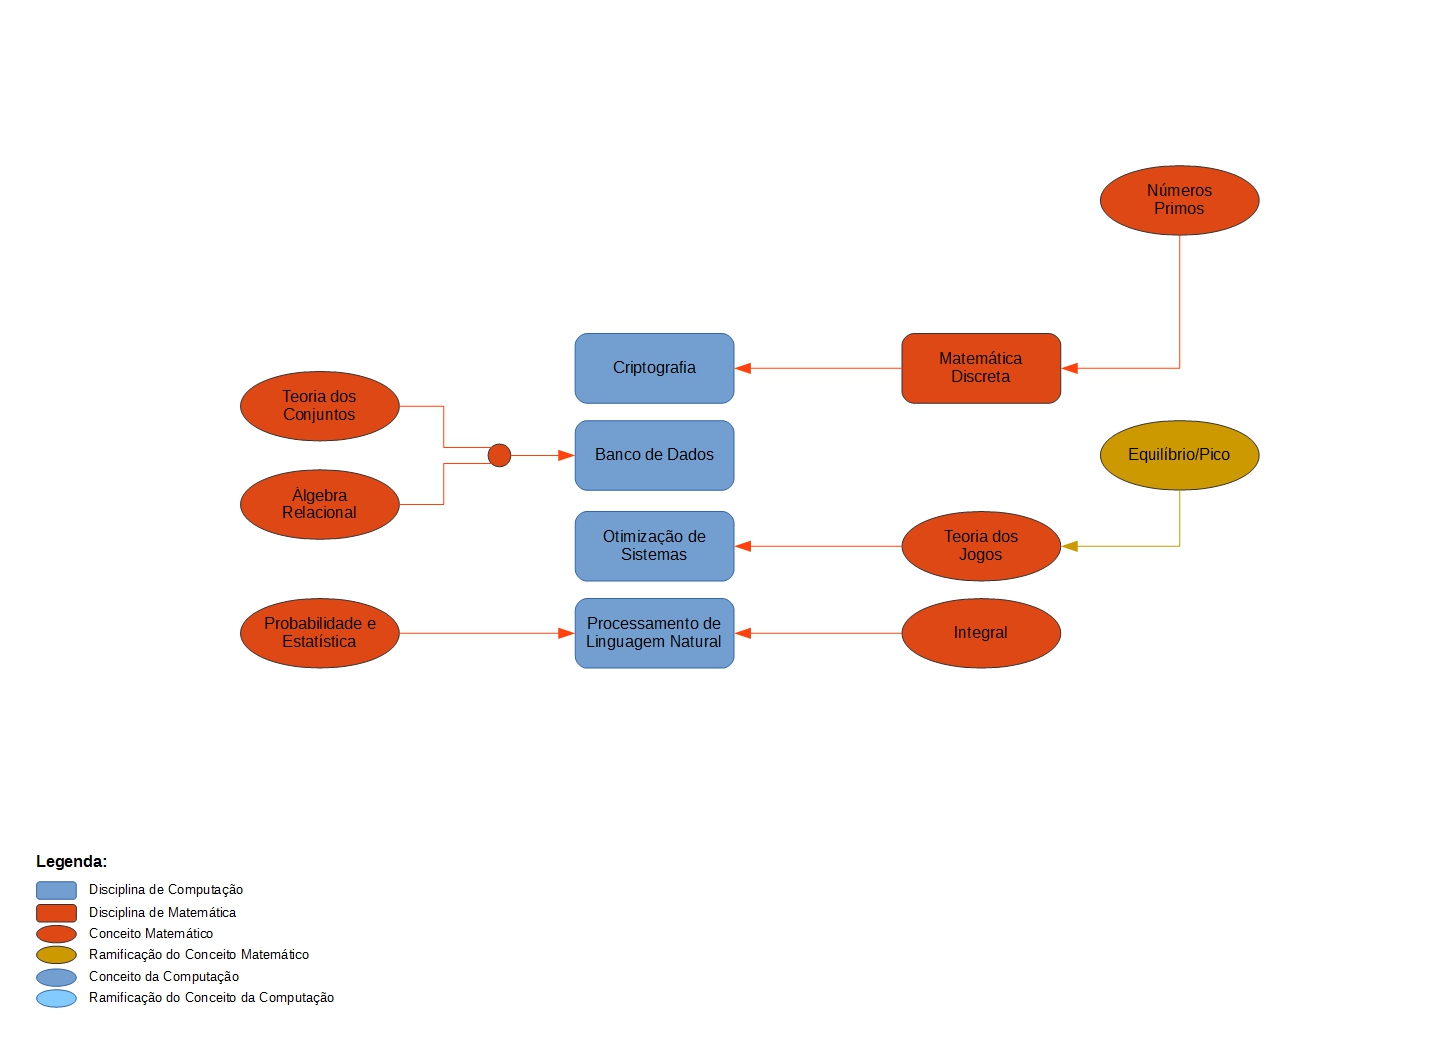 Números
Primos
Criptografia
Matemática
Discreta
Teoria dos
Conjuntos
Banco de Dados
Equilíbrio/Pico
Àlgebra
Relacional
Otimização de
Sistemas
Teoria dos
Jogos
Probabilidade e
Estatística
Processamento de
Linguagem Natural
Integral
Legenda:
Disciplina de Computação
Disciplina de Matemática
Conceito Matemático
Ramificação do Conceito Matemático
Conceito da Computação
Ramificação do Conceito da Computação